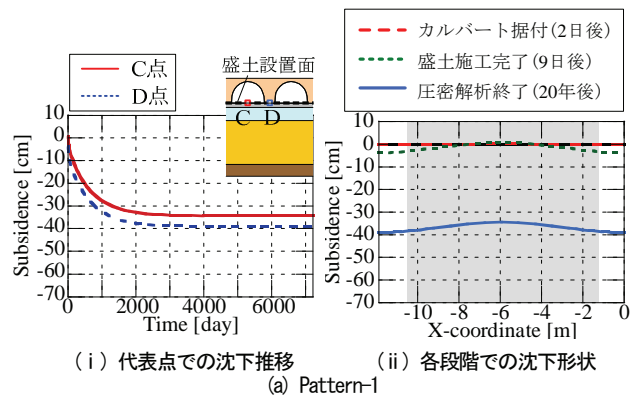 C点
D点
盛土設置面
C D
カルバート据付(2日後)
盛土施工完了(9日後)
圧密解析終了(20年後)
Subsidence [cm]
10
0
-10
-20
-30
-40
-50
-60
-70
0 2000 4000 6000
Time [day]
(ⅰ) 代表点での沈下推移
Subsidence [cm]
10
0
-10
-20
-30
-40
-50
-60
-70
-10 -8 -6 -4 -2 0
X-coordinate [m]
(ⅱ) 各段階での沈下形状
(a) Pattern-1